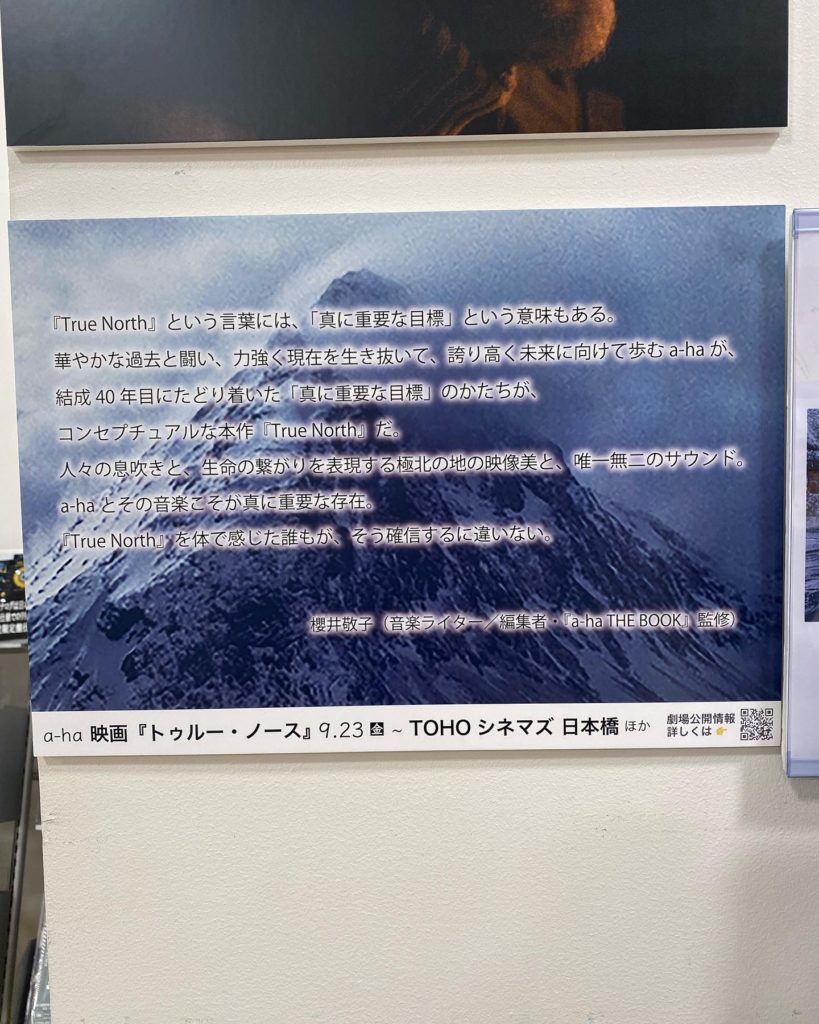 『True North』という言葉には、「真に重要な目標」という意味もある。
華やかな過去と闘い、力強く現在を生き抜いて、誇り高く未来に向けて歩む a-ha が、
結成 40 年目にたどり着いた「真に重要な目標」のかたちが、
コンセプチュアルな本作『True North』だ。
人々の息吹きと、生命の繋がりを表現する極北の地の映像美と、唯一無二のサウンド。
a-ha とその音楽こそが真に重要な存在。
『True North』を体で感じた誰もが、そう確信するに違いない。
櫻井敬子（音楽ライター／編集者・『a-ha THE BOOK』監修）
a-ha 映画『トゥルー・ノース』9.23 金 ~ TOHO シネマズ 日本橋 ほか
劇場公開情報
詳しくは 👉